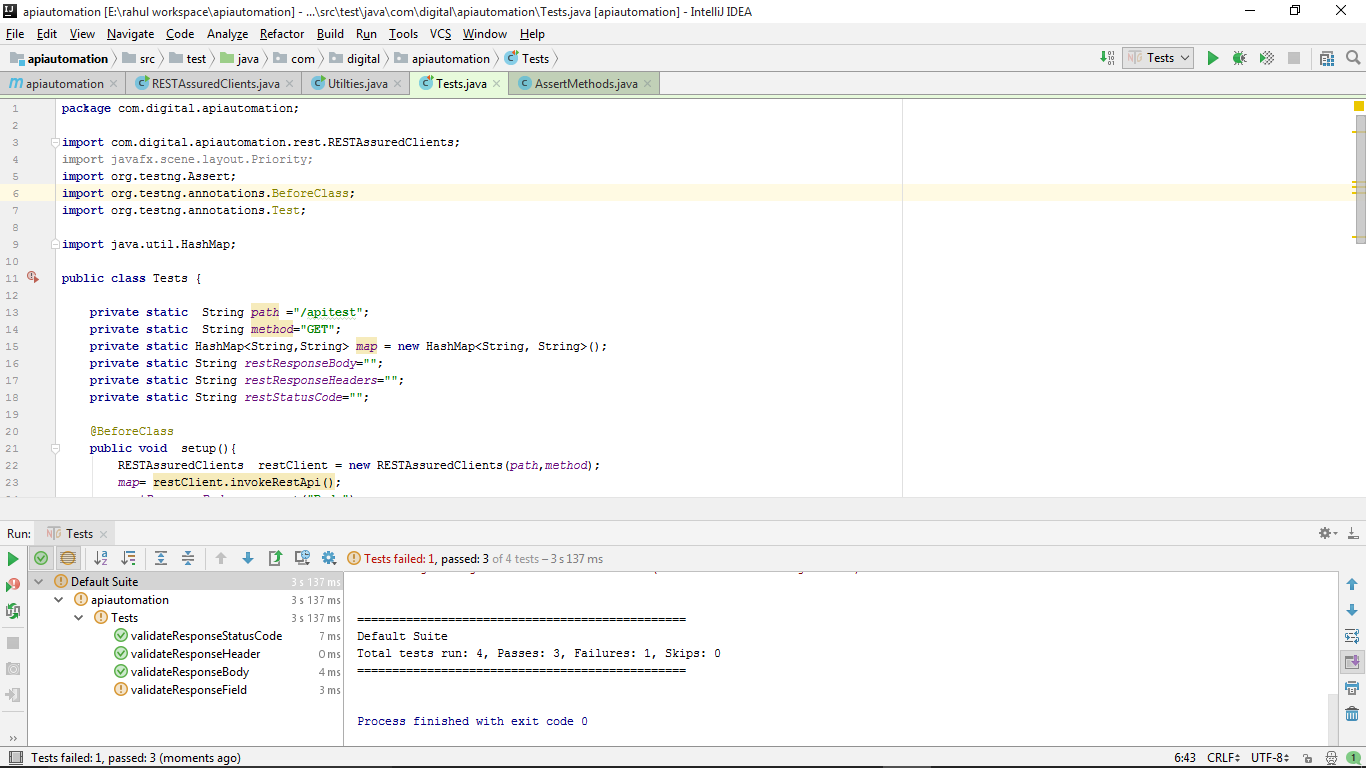 apiautomation [E:\rahul workspace\apiautomation] - ...\src\test\java\com\digital\apiautomation\Tests.java [apiautomation] - IntelliJ IDEA
File Edit View Navigate Code Analyze Refactor Build Run Tools VCS Window Help
apiautomation src test java com digital apiautomation Tests Tests
apiautomation RESTAssuredClients.java Utilties.java Tests.java AssertMethods.java
1 package com.digital.apiautomation;
2
3 import com.digital.apiautomation.rest.RESTAssuredClients;
4 import javafx.scene.layout.Priority;
5 import org.testng.Assert;
6 import org.testng.annotations.BeforeClass;
7 import org.testng.annotations.Test;
8
9 import java.util.HashMap;
10
11 public class Tests {
12
13 private static  String path ="/apitest";
14 private static  String method="GET";
15 private static HashMap<String,String> map = new HashMap<String, String>();
16 private static String restResponseBody="";
17 private static String restResponseHeaders="";
18 private static String restStatusCode="";
19
20 @BeforeClass
21 public void  setup(){
22 RESTAssuredClients  restClient = new RESTAssuredClients(path,method);
23 map= restClient.invokeRestApi();
Run: Tests
Tests failed: 1, passed: 3 of 4 tests – 3 s 137 ms
Default Suite 3 s 137 ms
apiautomation 3 s 137 ms
Tests 3 s 137 ms
validateResponseStatusCode 7 ms
validateResponseHeader 0 ms
validateResponseBody 4 ms
validateResponseField 3 ms
===============================================
Default Suite
Total tests run: 4, Passes: 3, Failures: 1, Skips: 0
===============================================
Process finished with exit code 0
Tests failed: 1, passed: 3 (moments ago) 6:43 CRLF UTF-8 1